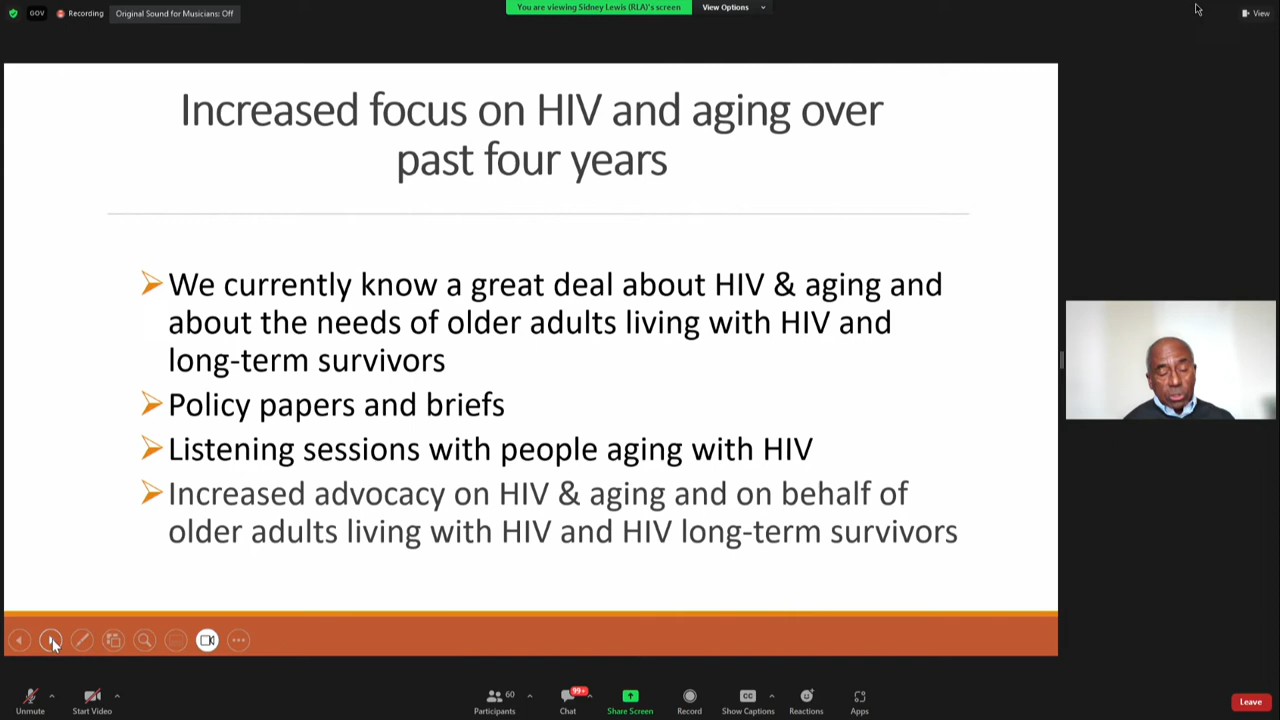 GOV
Recording
Original Sound for Musicians: Off
You are viewing Sidney Lewis (RLA)'s screen
View Options
View
Increased focus on HIV and aging over
past four years
We currently know a great deal about HIV & aging and
about the needs of older adults living with HIV and
long-term survivors
Policy papers and briefs
Listening sessions with people aging with HIV
Increased advocacy on HIV & aging and on behalf of
older adults living with HIV and HIV long-term survivors
Unmute
Start Video
60
Participants
99+
Chat
Share Screen
Record
CC
Show Captions
Reactions
Apps
Leave